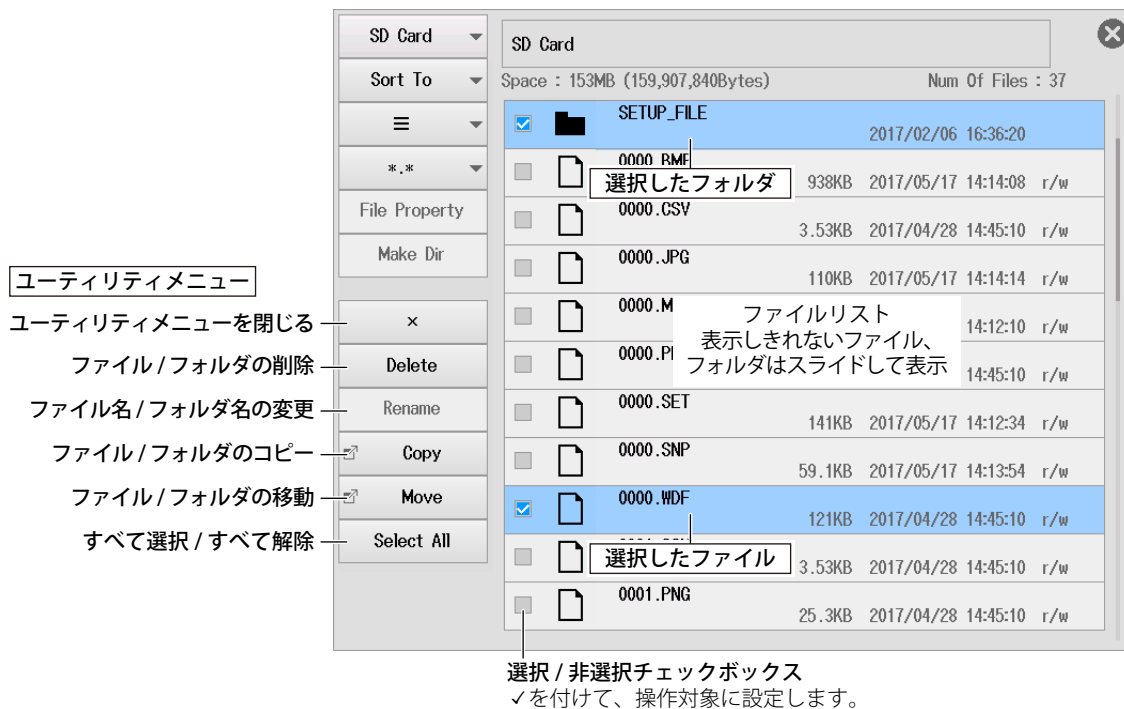 SD Card
SD Card
Sort To
Space : 153MB (159,907,840Bytes)
Num Of Files : 37
*.*
File Property
Make Dir
ユーティリティメニュー
ユーティリティメニューを閉じる
×
ファイル / フォルダの削除
Delete
ファイル名 / フォルダ名の変更
Rename
ファイル / フォルダのコピー
Copy
ファイル / フォルダの移動
Move
すべて選択 / すべて解除
Select All
SETUP_FILE
2017/02/06 16:36:20
0000.BMP
選択したフォルダ
938KB 2017/05/17 14:14:08 r/w
0000.CSV
3.53KB 2017/04/28 14:45:10 r/w
0000.JPG
110KB 2017/05/17 14:14:14 r/w
0000.M
ファイルリスト
表示しきれないファイル、
フォルダはスライドして表示
14:12:10 r/w
0000.P
14:45:10 r/w
0000.SET
141KB 2017/05/17 14:12:34 r/w
0000.SNP
59.1KB 2017/05/17 14:13:54 r/w
0000.WDF
121KB 2017/04/28 14:45:10 r/w
選択したファイル
3.53KB 2017/04/28 14:45:10 r/w
0001.PNG
25.3KB 2017/04/28 14:45:10 r/w
選択 / 非選択チェックボックス
✓を付けて、操作対象に設定します。